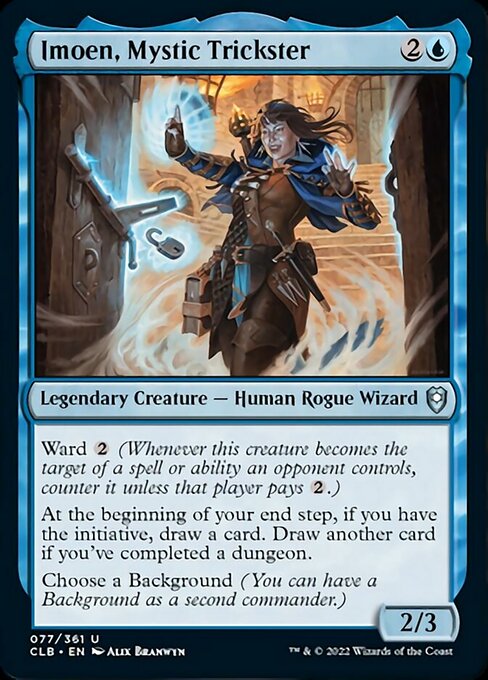 Imoen, Mystic Trickster 2
Legendary Creature — Human Rogue Wizard
Ward 2 (Whenever this creature becomes the
target of a spell or ability an opponent controls,
counter it unless that player pays 2.)
At the beginning of your end step, if you have
the initiative, draw a card. Draw another card
if you've completed a dungeon.
Choose a Background (You can have a
Background as a second commander.)
2/3
077/361 U
CLB • EN Alix Branwyn
™ & © 2022 Wizards of the Coast